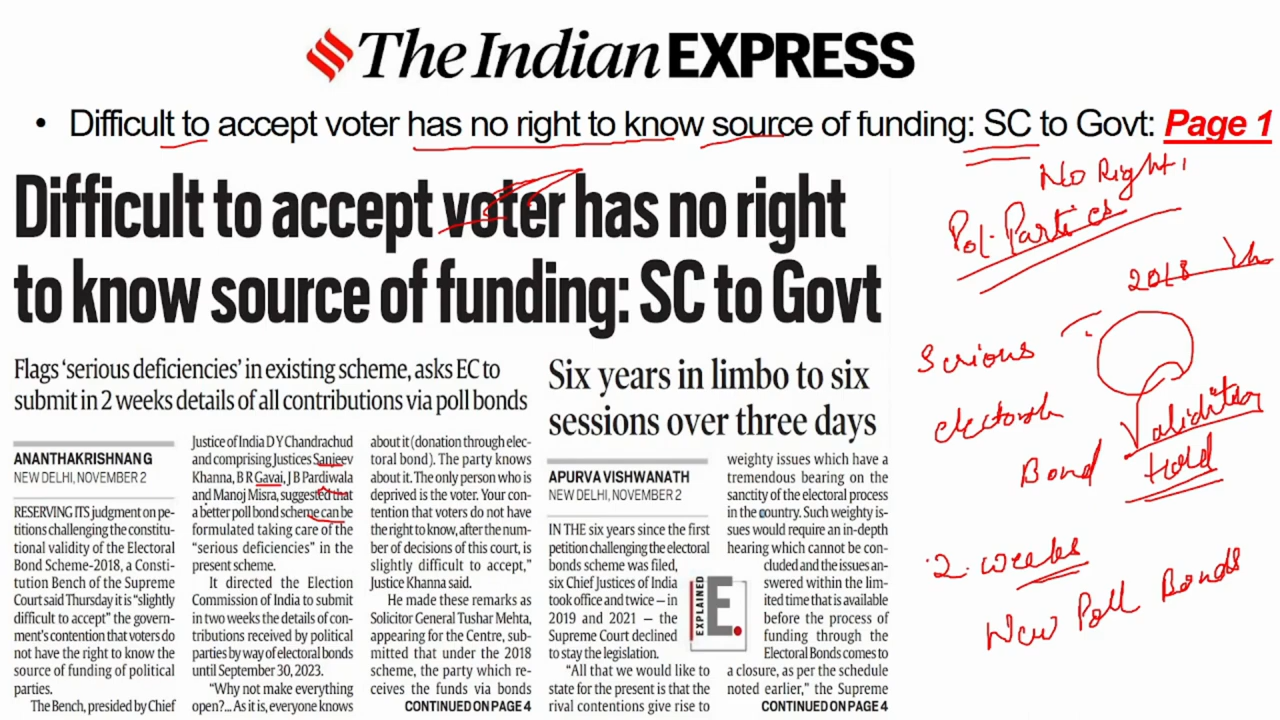 The Indian EXPRESS
• Difficult to accept voter has no right to know source of funding: SC to Govt: Page 1
Difficult to accept voter has no right
to know source of funding: SC to Govt
Flags ‘serious deficiencies’ in existing scheme, asks EC to
submit in 2 weeks details of all contributions via poll bonds
ANANTHAKRISHNAN G
NEW DELHI, NOVEMBER 2
RESERVING ITS judgment on pe-
titions challenging the constitu-
tional validity of the Electoral
Bond Scheme-2018, a Consti-
tution Bench of the Supreme
Court said Thursday it is “slightly
difficult to accept” the govern-
ment’s contention that voters do
not have the right to know the
source of funding of political
parties.
The Bench, presided by Chief
Justice of India D Y Chandrachud
and comprising Justices Sanjeev
Khanna, B R Gavai, J B Pardiwala
and Manoj Misra, suggested that
a better poll bond scheme can be
formulated taking care of the
“serious deficiencies” in the
present scheme.
It directed the Election
Commission of India to submit
in two weeks the details of con-
tributions received by political
parties by way of electoral bonds
until September 30, 2023.
“Why not make everything
open?... As it is, everyone knows
about it (donation through elec-
toral bond). The party knows
about it. The only person who is
deprived is the voter. Your con-
tention that voters do not have
the right to know, after the num-
ber of decisions of this court, is
slightly difficult to accept,”
Justice Khanna said.
He made these remarks as
Solicitor General Tushar Mehta,
appearing for the Centre, sub-
mitted that under the 2018
scheme, the party which re-
ceives the funds via bonds
CONTINUED ON PAGE 4
Six years in limbo to six
sessions over three days
APURVA VISHWANATH
NEW DELHI, NOVEMBER 2
IN THE six years since the first
petition challenging the electoral
bonds scheme was filed,
six Chief Justices of India
took office and twice — in
2019 and 2021 — the
Supreme Court declined
to stay the legislation.
“All that we would like to
state for the present is that the
rival contentions give rise to
EXPLAINED
E.
weighty issues which have a
tremendous bearing on the
sanctity of the electoral process
in the country. Such weighty is-
sues would require an in-depth
hearing which cannot be con-
cluded and the issues an-
swered within the lim-
ited time that is available
before the process of
funding through the
Electoral Bonds comes to
a closure, as per the schedule
noted earlier,” the Supreme
CONTINUED ON PAGE 4
No Right
Pol. Parties
2018
Serious
electoral
Bond
Validity
Hold
2 weeks
New Poll Bonds